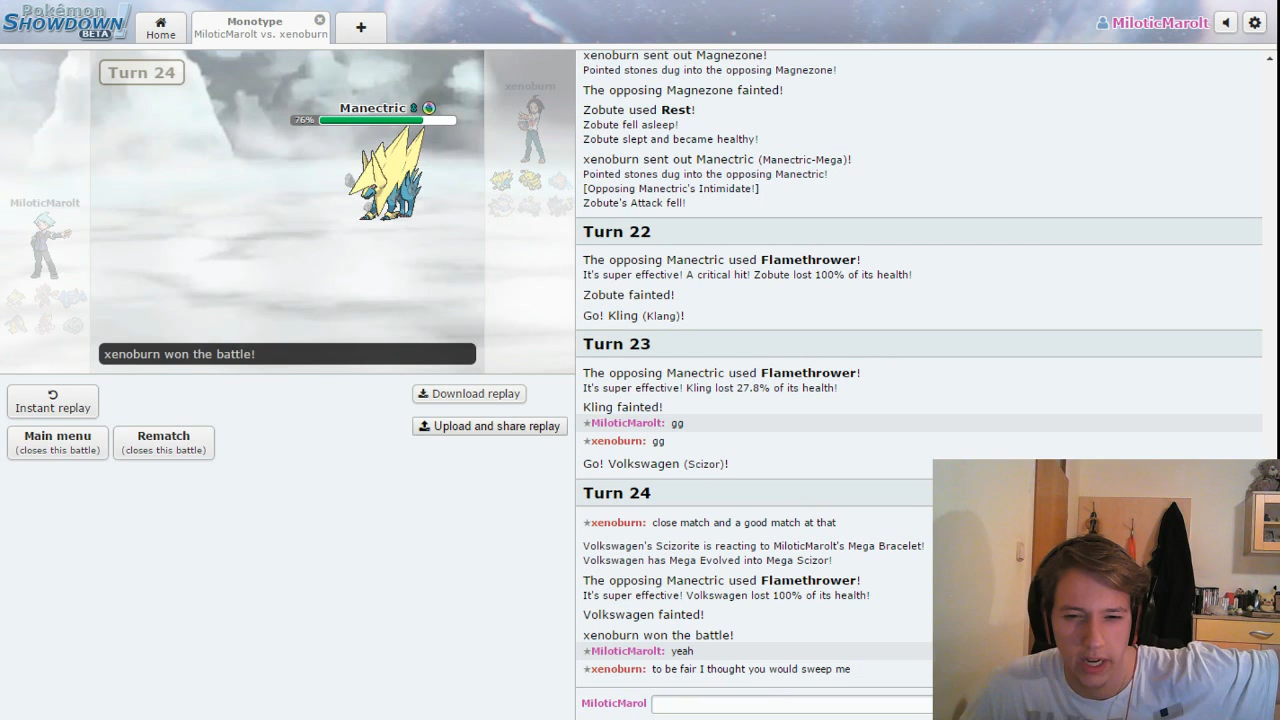 Pokémon
SHOWDOWN!
BETA
Home
Monotype
MiloticMarolt vs. xenoburn
+
MiloticMarolt
Turn 24
Manectric
76%
xenoburn
MiloticMarolt
xenoburn won the battle!
Instant replay
Download replay
Upload and share replay
Main menu
(closes this battle)
Rematch
(closes this battle)
xenoburn sent out Magnezone!
Pointed stones dug into the opposing Magnezone!
The opposing Magnezone fainted!
Zobute used Rest!
Zobute fell asleep!
Zobute slept and became healthy!
xenoburn sent out Manectric (Manectric-Mega)!
Pointed stones dug into the opposing Manectric!
[Opposing Manectric's Intimidate!]
Zobute's Attack fell!
Turn 22
The opposing Manectric used Flamethrower!
It's super effective! A critical hit! Zobute lost 100% of its health!
Zobute fainted!
Go! Kling (Klang)!
Turn 23
The opposing Manectric used Flamethrower!
It's super effective! Kling lost 27.8% of its health!
Kling fainted!
★MiloticMarolt: gg
★xenoburn: gg
Go! Volkswagen (Scizor)!
Turn 24
★xenoburn: close match and a good match at that
Volkswagen's Scizorite is reacting to MiloticMarolt's Mega Bracelet!
Volkswagen has Mega Evolved into Mega Scizor!
The opposing Manectric used Flamethrower!
It's super effective! Volkswagen lost 100% of its health!
Volkswagen fainted!
xenoburn won the battle!
★MiloticMarolt: yeah
★xenoburn: to be fair I thought you would sweep me
MiloticMarol